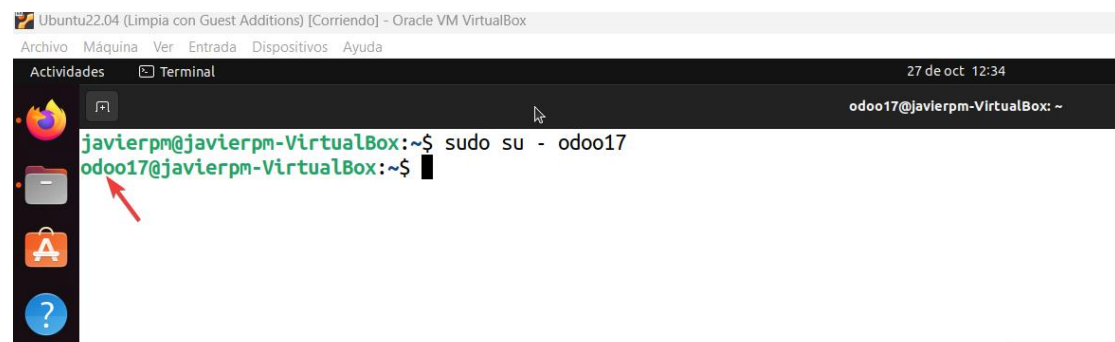 Ubuntu22.04 (Limpia con Guest Additions) [Corriendo] - Oracle VM VirtualBox
Archivo Máquina Ver Entrada Dispositivos Ayuda
Actividades Terminal 27 de oct 12:34
odoo17@javierpm-VirtualBox: ~
javierpm@javierpm-VirtualBox:~$ sudo su - odoo17
odoo17@javierpm-VirtualBox:~$